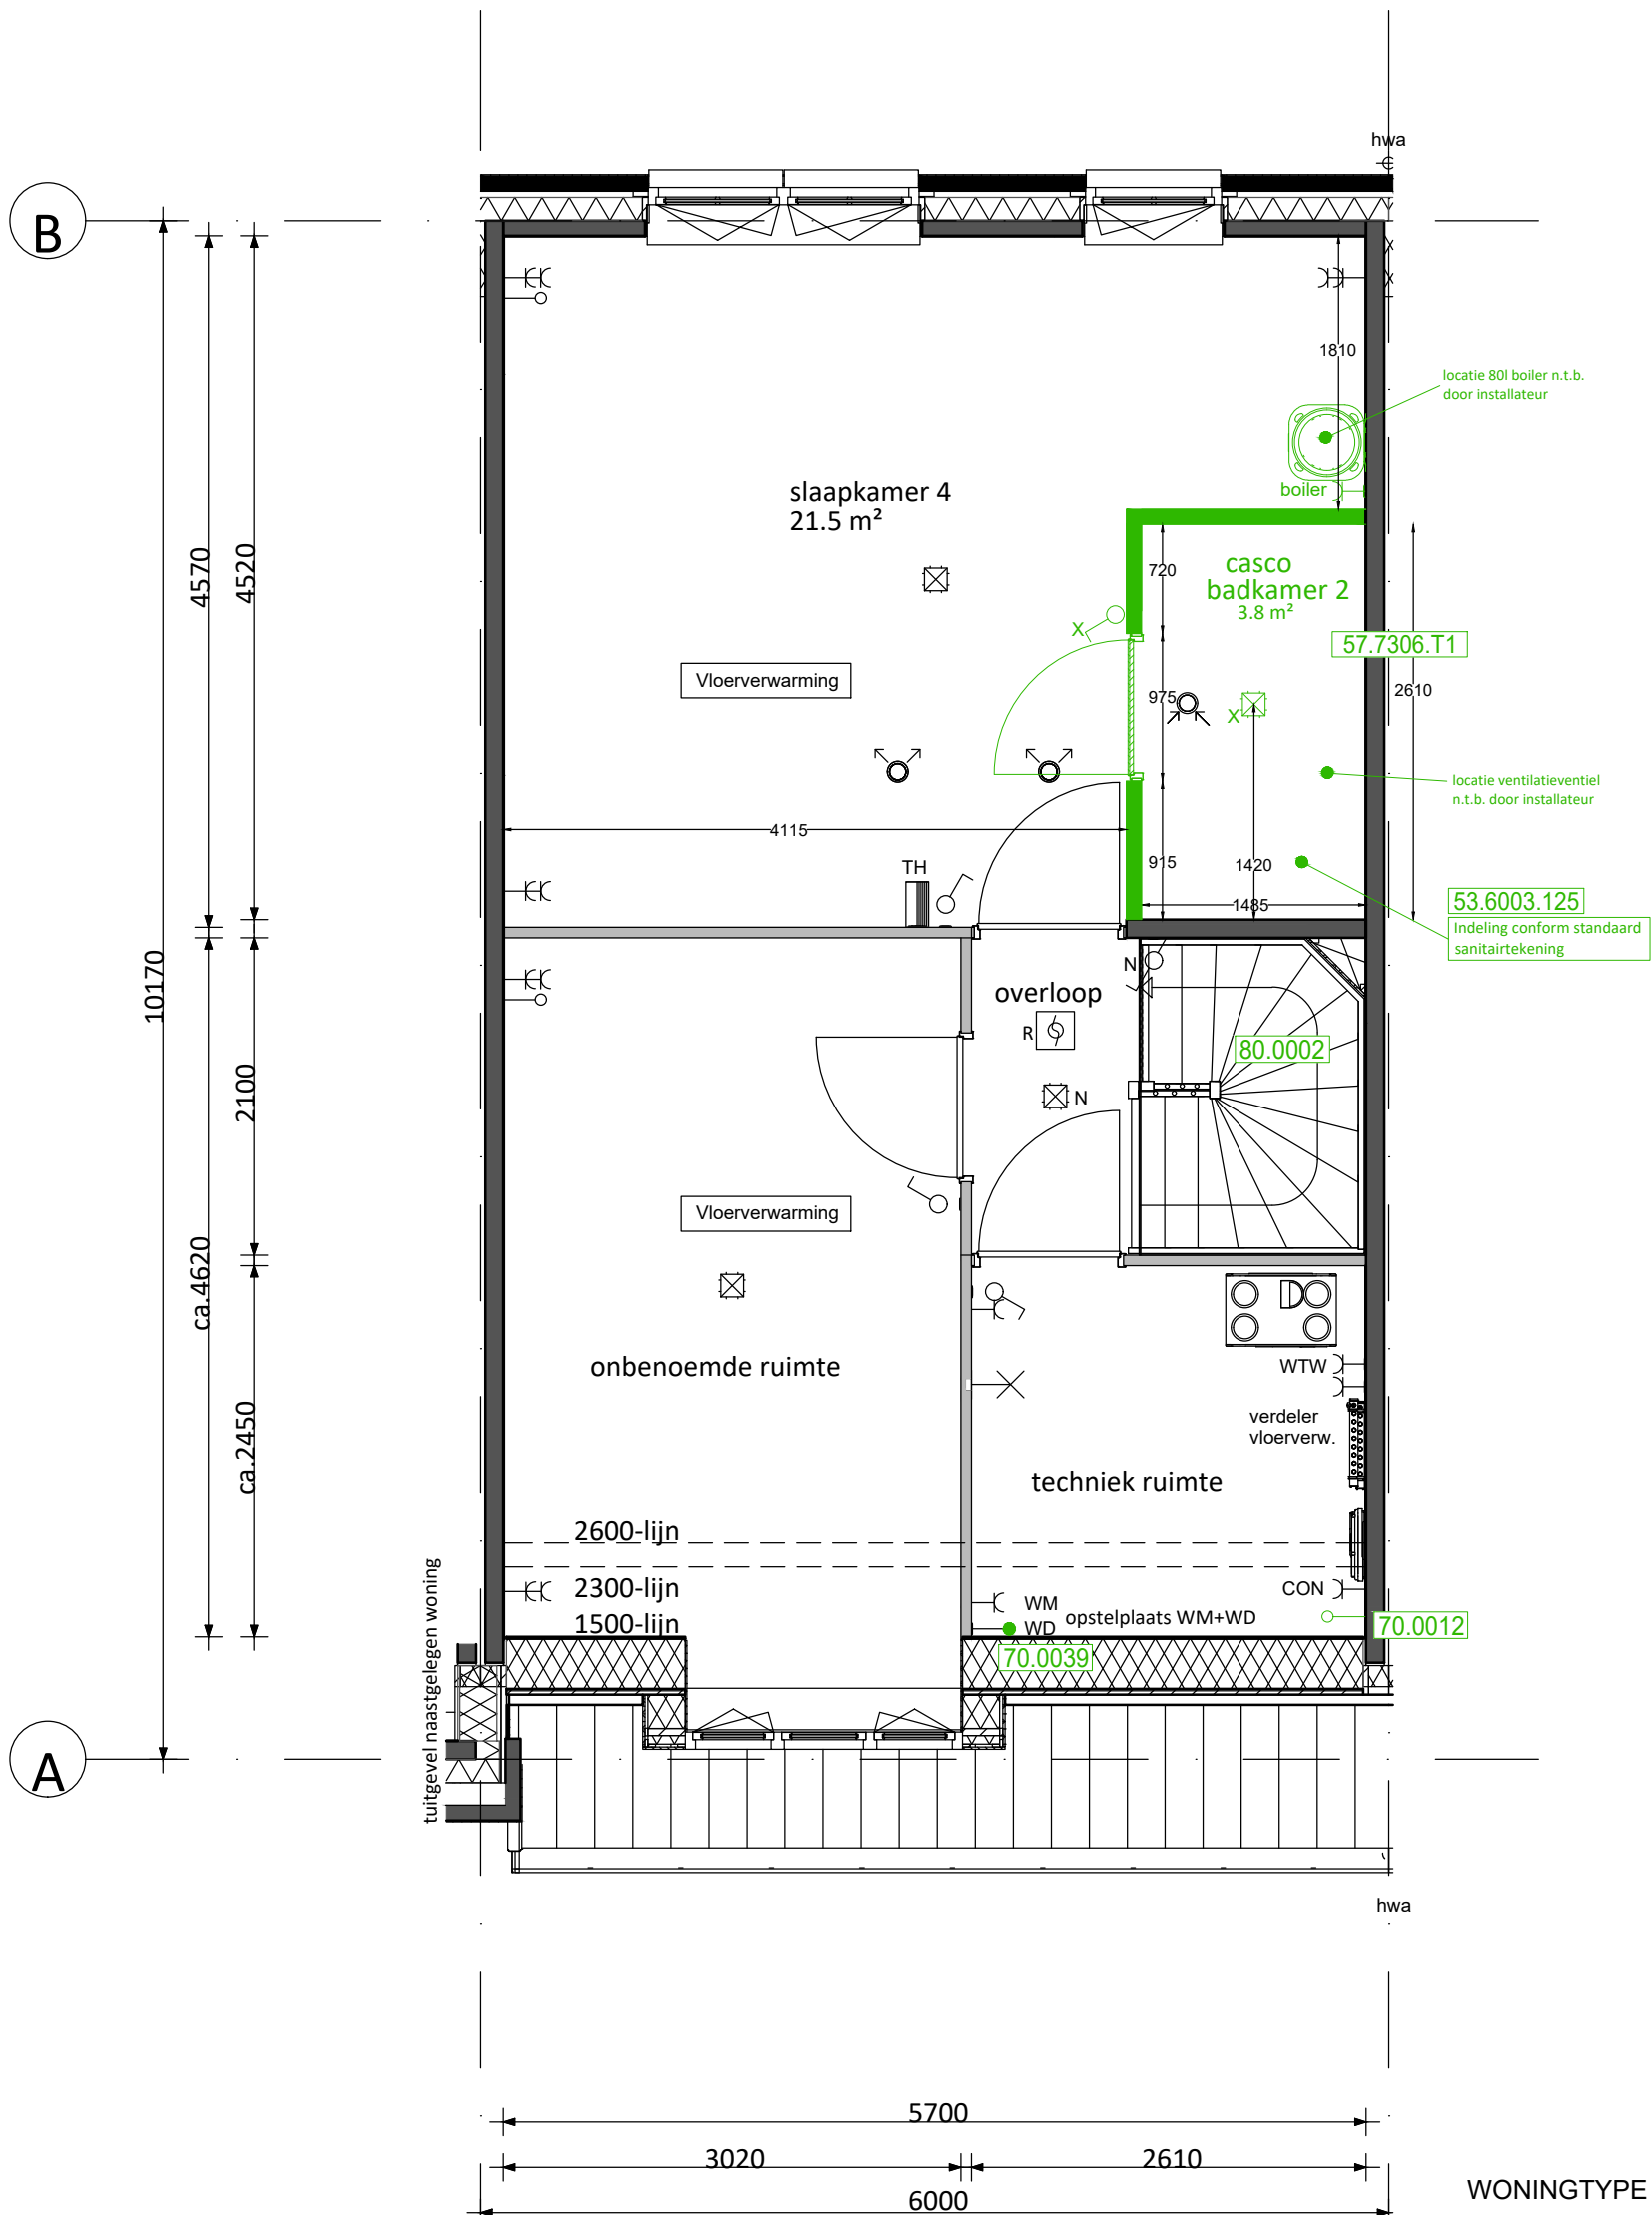 hwa
B
1810
locatie 80l boiler n.t.b.
door installateur
boiler
slaapkamer 4
21.5 m²
4570
4520
720
casco
badkamer 2
3.8 m²
X
57.7306.T1
Vloerverwarming
975
X
2610
locatie ventilatieventiel
n.t.b. door installateur
4115
TH
915
1420
1485
53.6003.125
Indeling conform standaard
sanitairtekening
10170
N
overloop
R
80.0002
N
2100
Vloerverwarming
ca.4620
onbenoemde ruimte
WTW
verdeler
vloerverw.
ca.2450
techniek ruimte
2600-lijn
2300-lijn
CON
WM
1500-lijn
WD
opstelplaats WM+WD
70.0012
70.0039
tuitgevel naastgelegen woning
A
hwa
5700
3020
2610
6000
WONINGTYPE